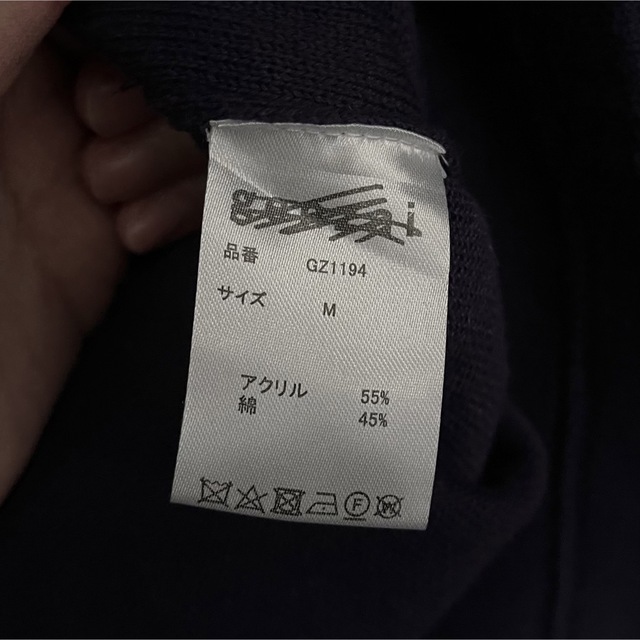 品番 GZ1194
サイズ M
アクリル 55%
綿 45%
F
W